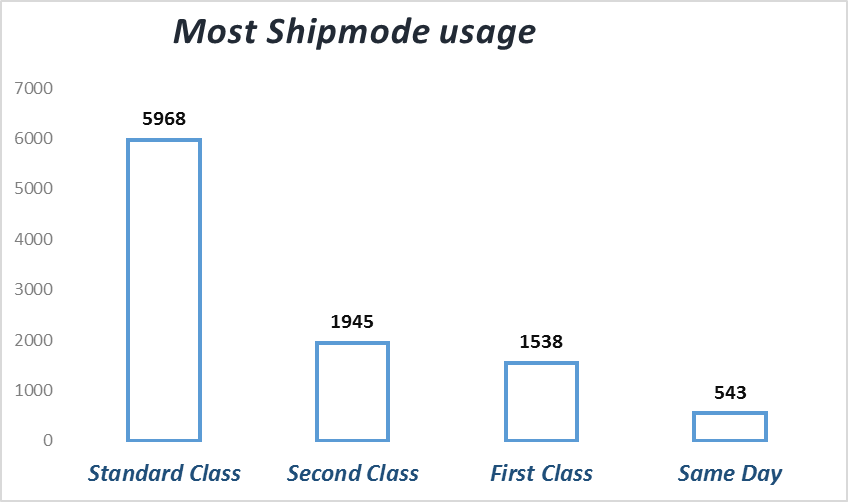 Most Shipmode usage
7000
6000
5000
4000
3000
2000
1000
0
5968
1945
1538
543
Standard Class
Second Class
First Class
Same Day